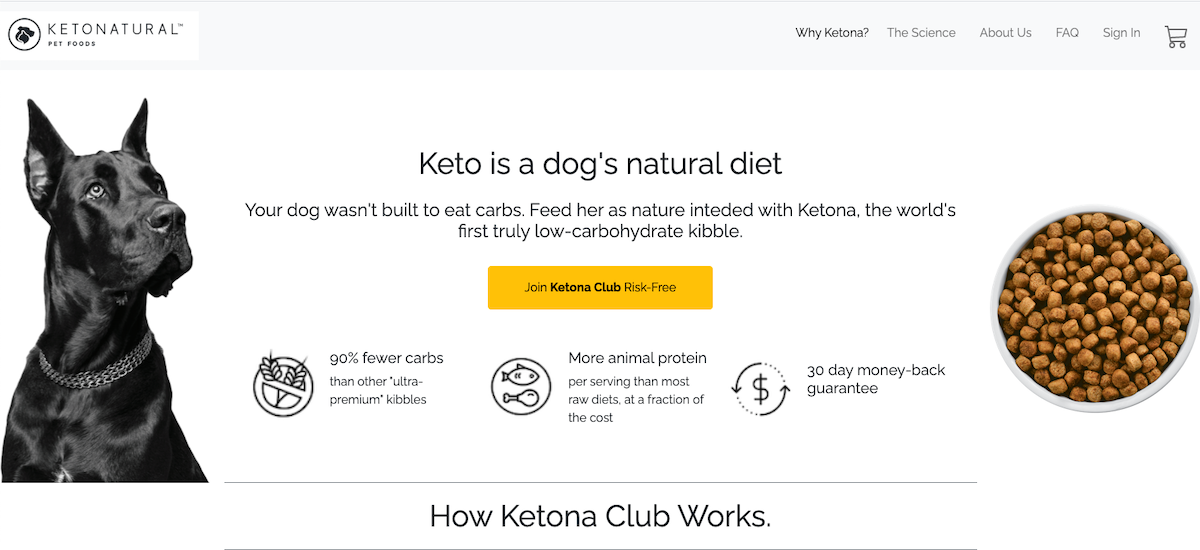 KETONATURAL™
PET FOODS
Why Ketona?
The Science
About Us
FAQ
Sign In
Keto is a dog's natural diet
Your dog wasn't built to eat carbs. Feed her as nature inteded with Ketona, the world's
first truly low-carbohydrate kibble.
Join Ketona Club Risk-Free
90% fewer carbs
than other "ultra-
premium" kibbles
More animal protein
per serving than most
raw diets, at a fraction of
the cost
30 day money-back
guarantee
How Ketona Club Works.